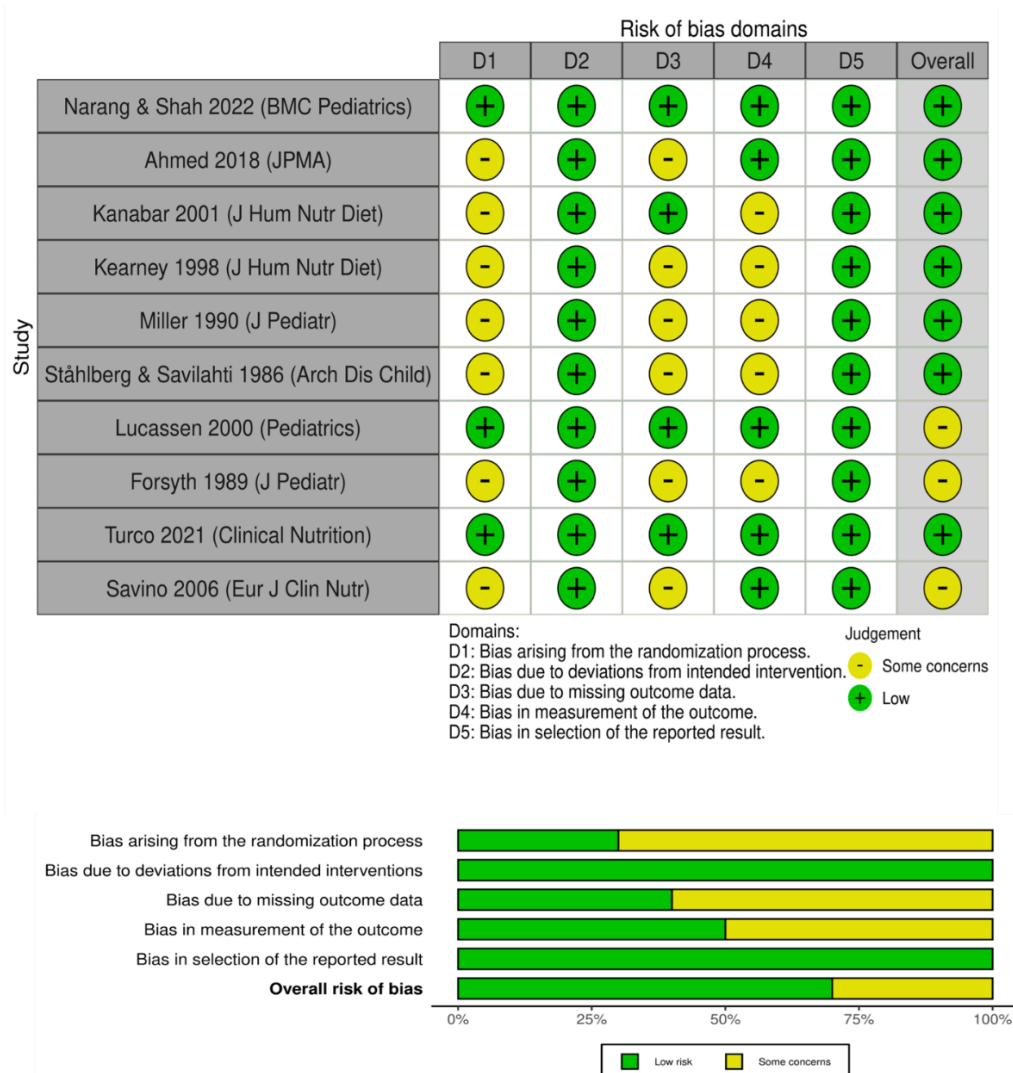 Risk of bias domains
D1 D2 D3 D4 D5 Overall
Study
Narang & Shah 2022 (BMC Pediatrics) + + + + + +
Ahmed 2018 (JPMA) - + - + + +
Kanabar 2001 (J Hum Nutr Diet) - + + - + +
Kearney 1998 (J Hum Nutr Diet) - + - - + +
Miller 1990 (J Pediatr) - + - - + +
Ståhlberg & Savilahti 1986 (Arch Dis Child) - + - - + +
Lucassen 2000 (Pediatrics) + + + + + -
Forsyth 1989 (J Pediatr) - + - - + -
Turco 2021 (Clinical Nutrition) + + + + + +
Savino 2006 (Eur J Clin Nutr) - + - + + -
Domains:
D1: Bias arising from the randomization process.
D2: Bias due to deviations from intended intervention.
D3: Bias due to missing outcome data.
D4: Bias in measurement of the outcome.
D5: Bias in selection of the reported result.
Judgement
- Some concerns
+ Low
Bias arising from the randomization process
Bias due to deviations from intended interventions
Bias due to missing outcome data
Bias in measurement of the outcome
Bias in selection of the reported result
Overall risk of bias
0% 25% 50% 75% 100%
Low risk Some concerns